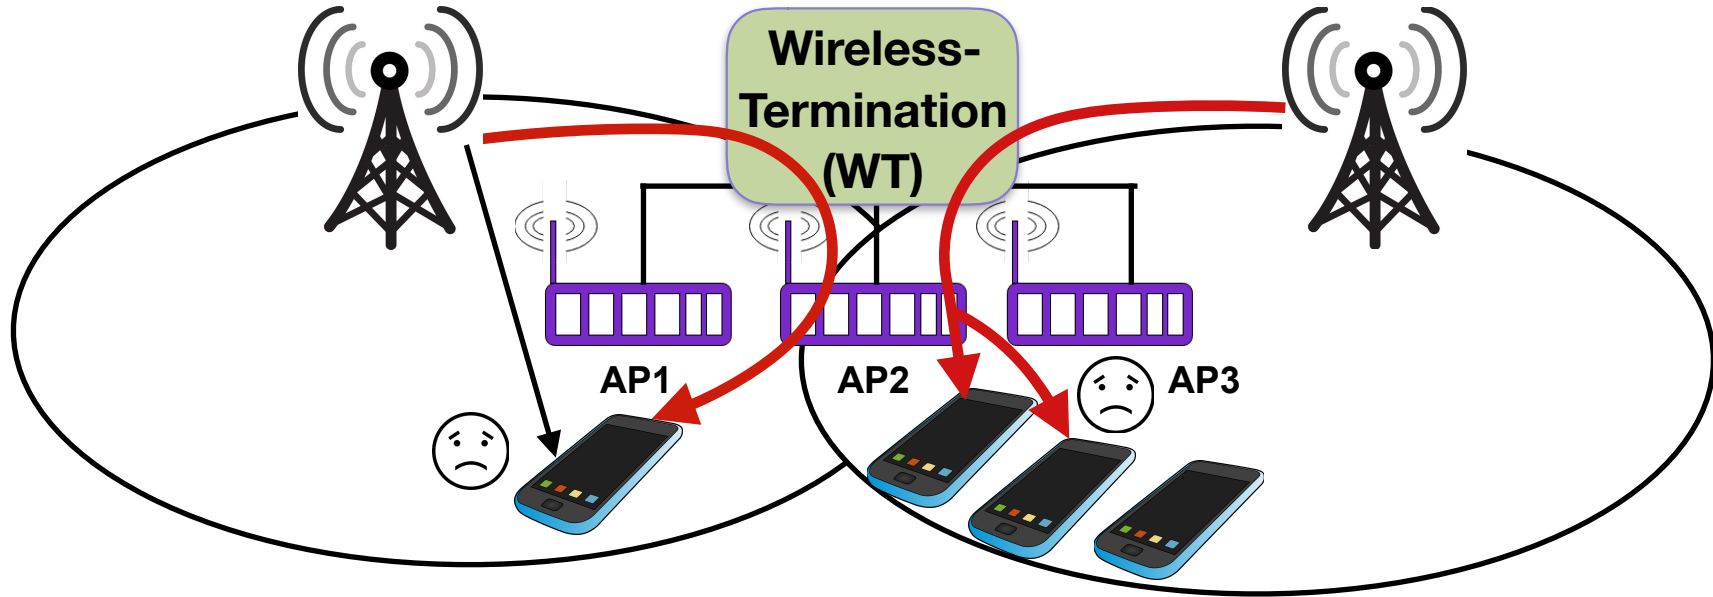 Wireless-
Termination
(WT)
AP1
AP2
AP3